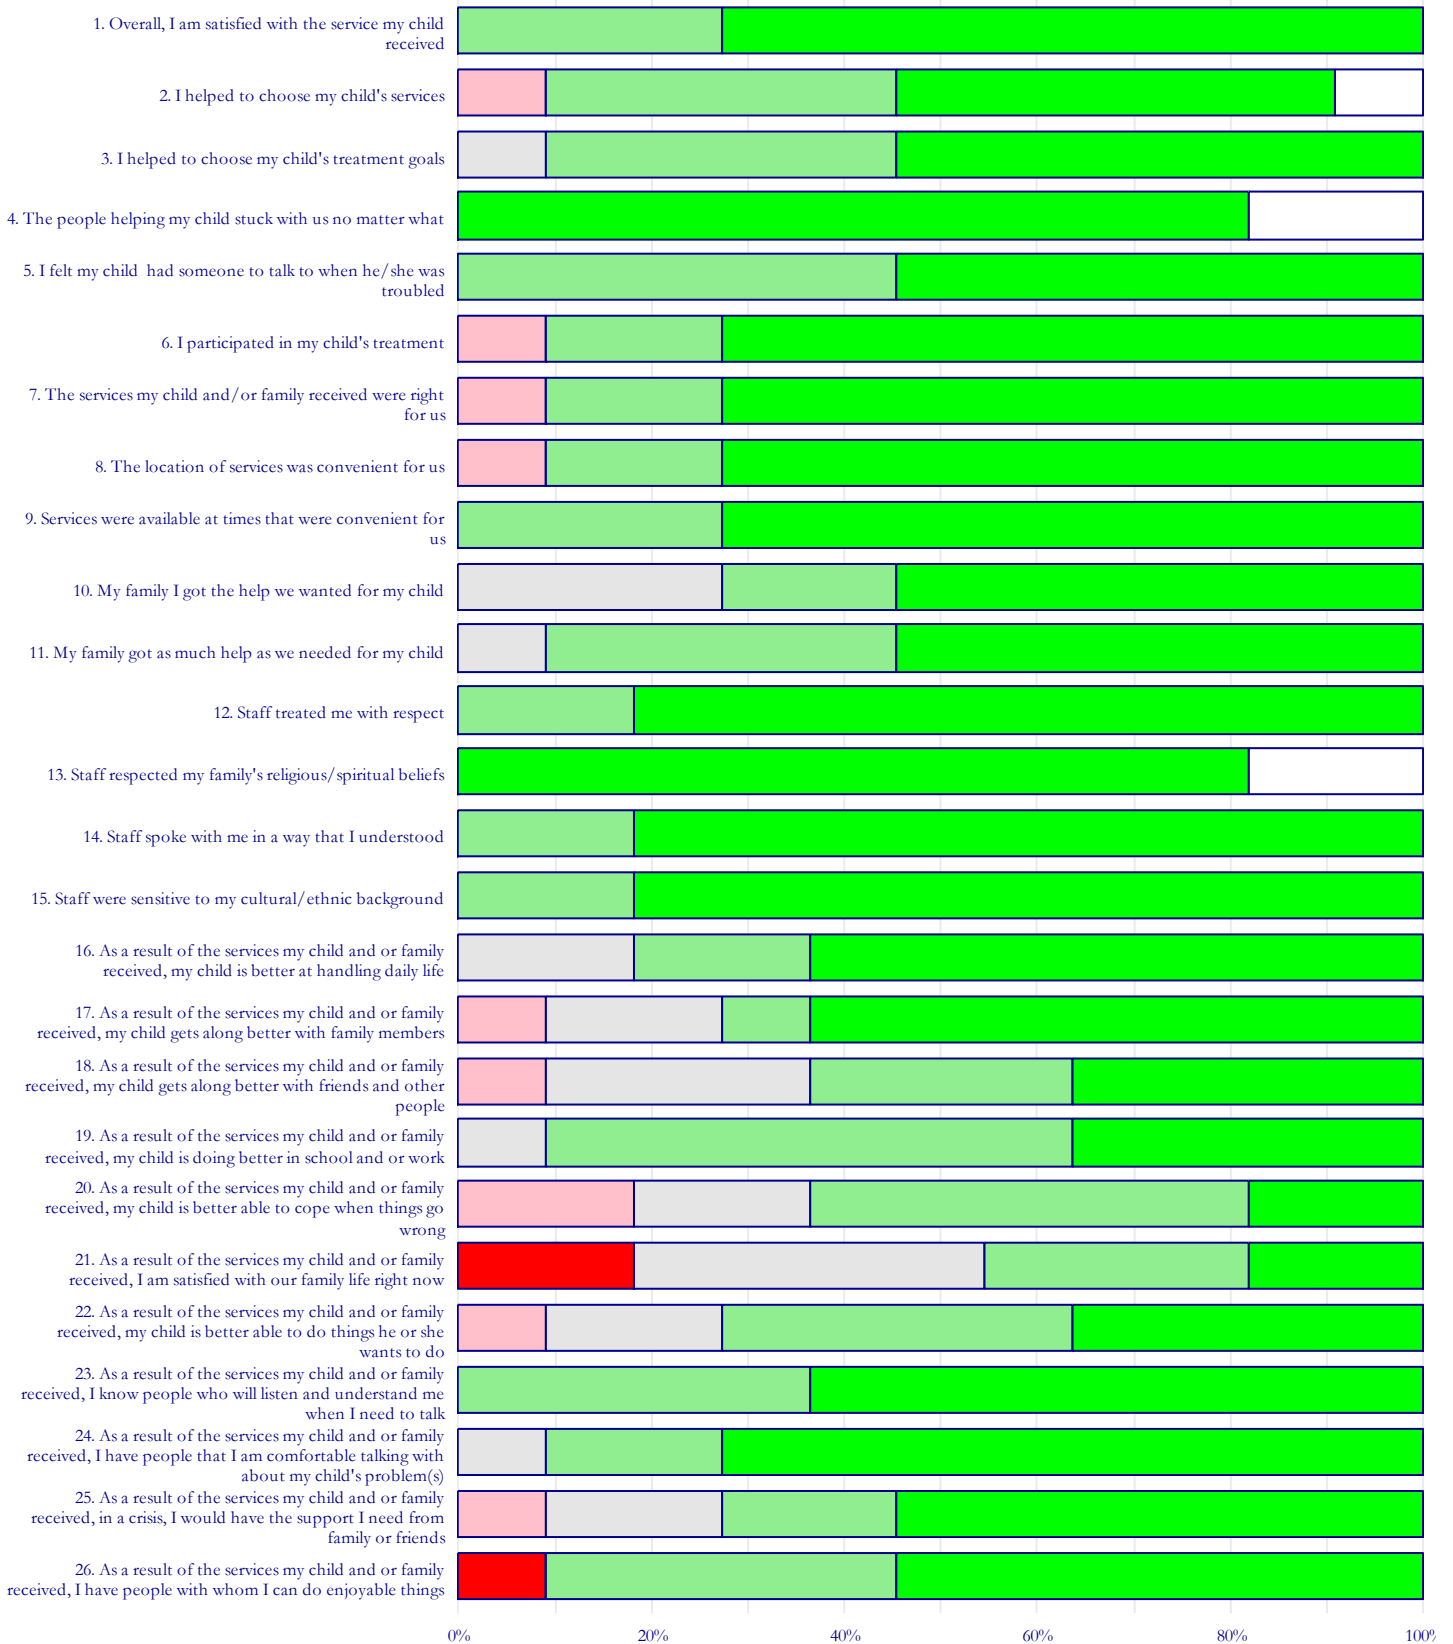 1. Overall, I am satisfied with the service my child
received
2. I helped to choose my child's services
3. I helped to choose my child's treatment goals
4. The people helping my child stuck with us no matter what
5. I felt my child  had someone to talk to when he/she was
troubled
6. I participated in my child's treatment
7. The services my child and/or family received were right
for us
8. The location of services was convenient for us
9. Services were available at times that were convenient for
us
10. My family I got the help we wanted for my child
11. My family got as much help as we needed for my child
12. Staff treated me with respect
13. Staff respected my family's religious/spiritual beliefs
14. Staff spoke with me in a way that I understood
15. Staff were sensitive to my cultural/ethnic background
16. As a result of the services my child and or family
received, my child is better at handling daily life
17. As a result of the services my child and or family
received, my child gets along better with family members
18. As a result of the services my child and or family
received, my child gets along better with friends and other
people
19. As a result of the services my child and or family
received, my child is doing better in school and or work
20. As a result of the services my child and or family
received, my child is better able to cope when things go
wrong
21. As a result of the services my child and or family
received, I am satisfied with our family life right now
22. As a result of the services my child and or family
received, my child is better able to do things he or she
wants to do
23. As a result of the services my child and or family
received, I know people who will listen and understand me
when I need to talk
24. As a result of the services my child and or family
received, I have people that I am comfortable talking with
about my child's problem(s)
25. As a result of the services my child and or family
received, in a crisis, I would have the support I need from
family or friends
26. As a result of the services my child and or family
received, I have people with whom I can do enjoyable things
0% 20% 40% 60% 80% 100%